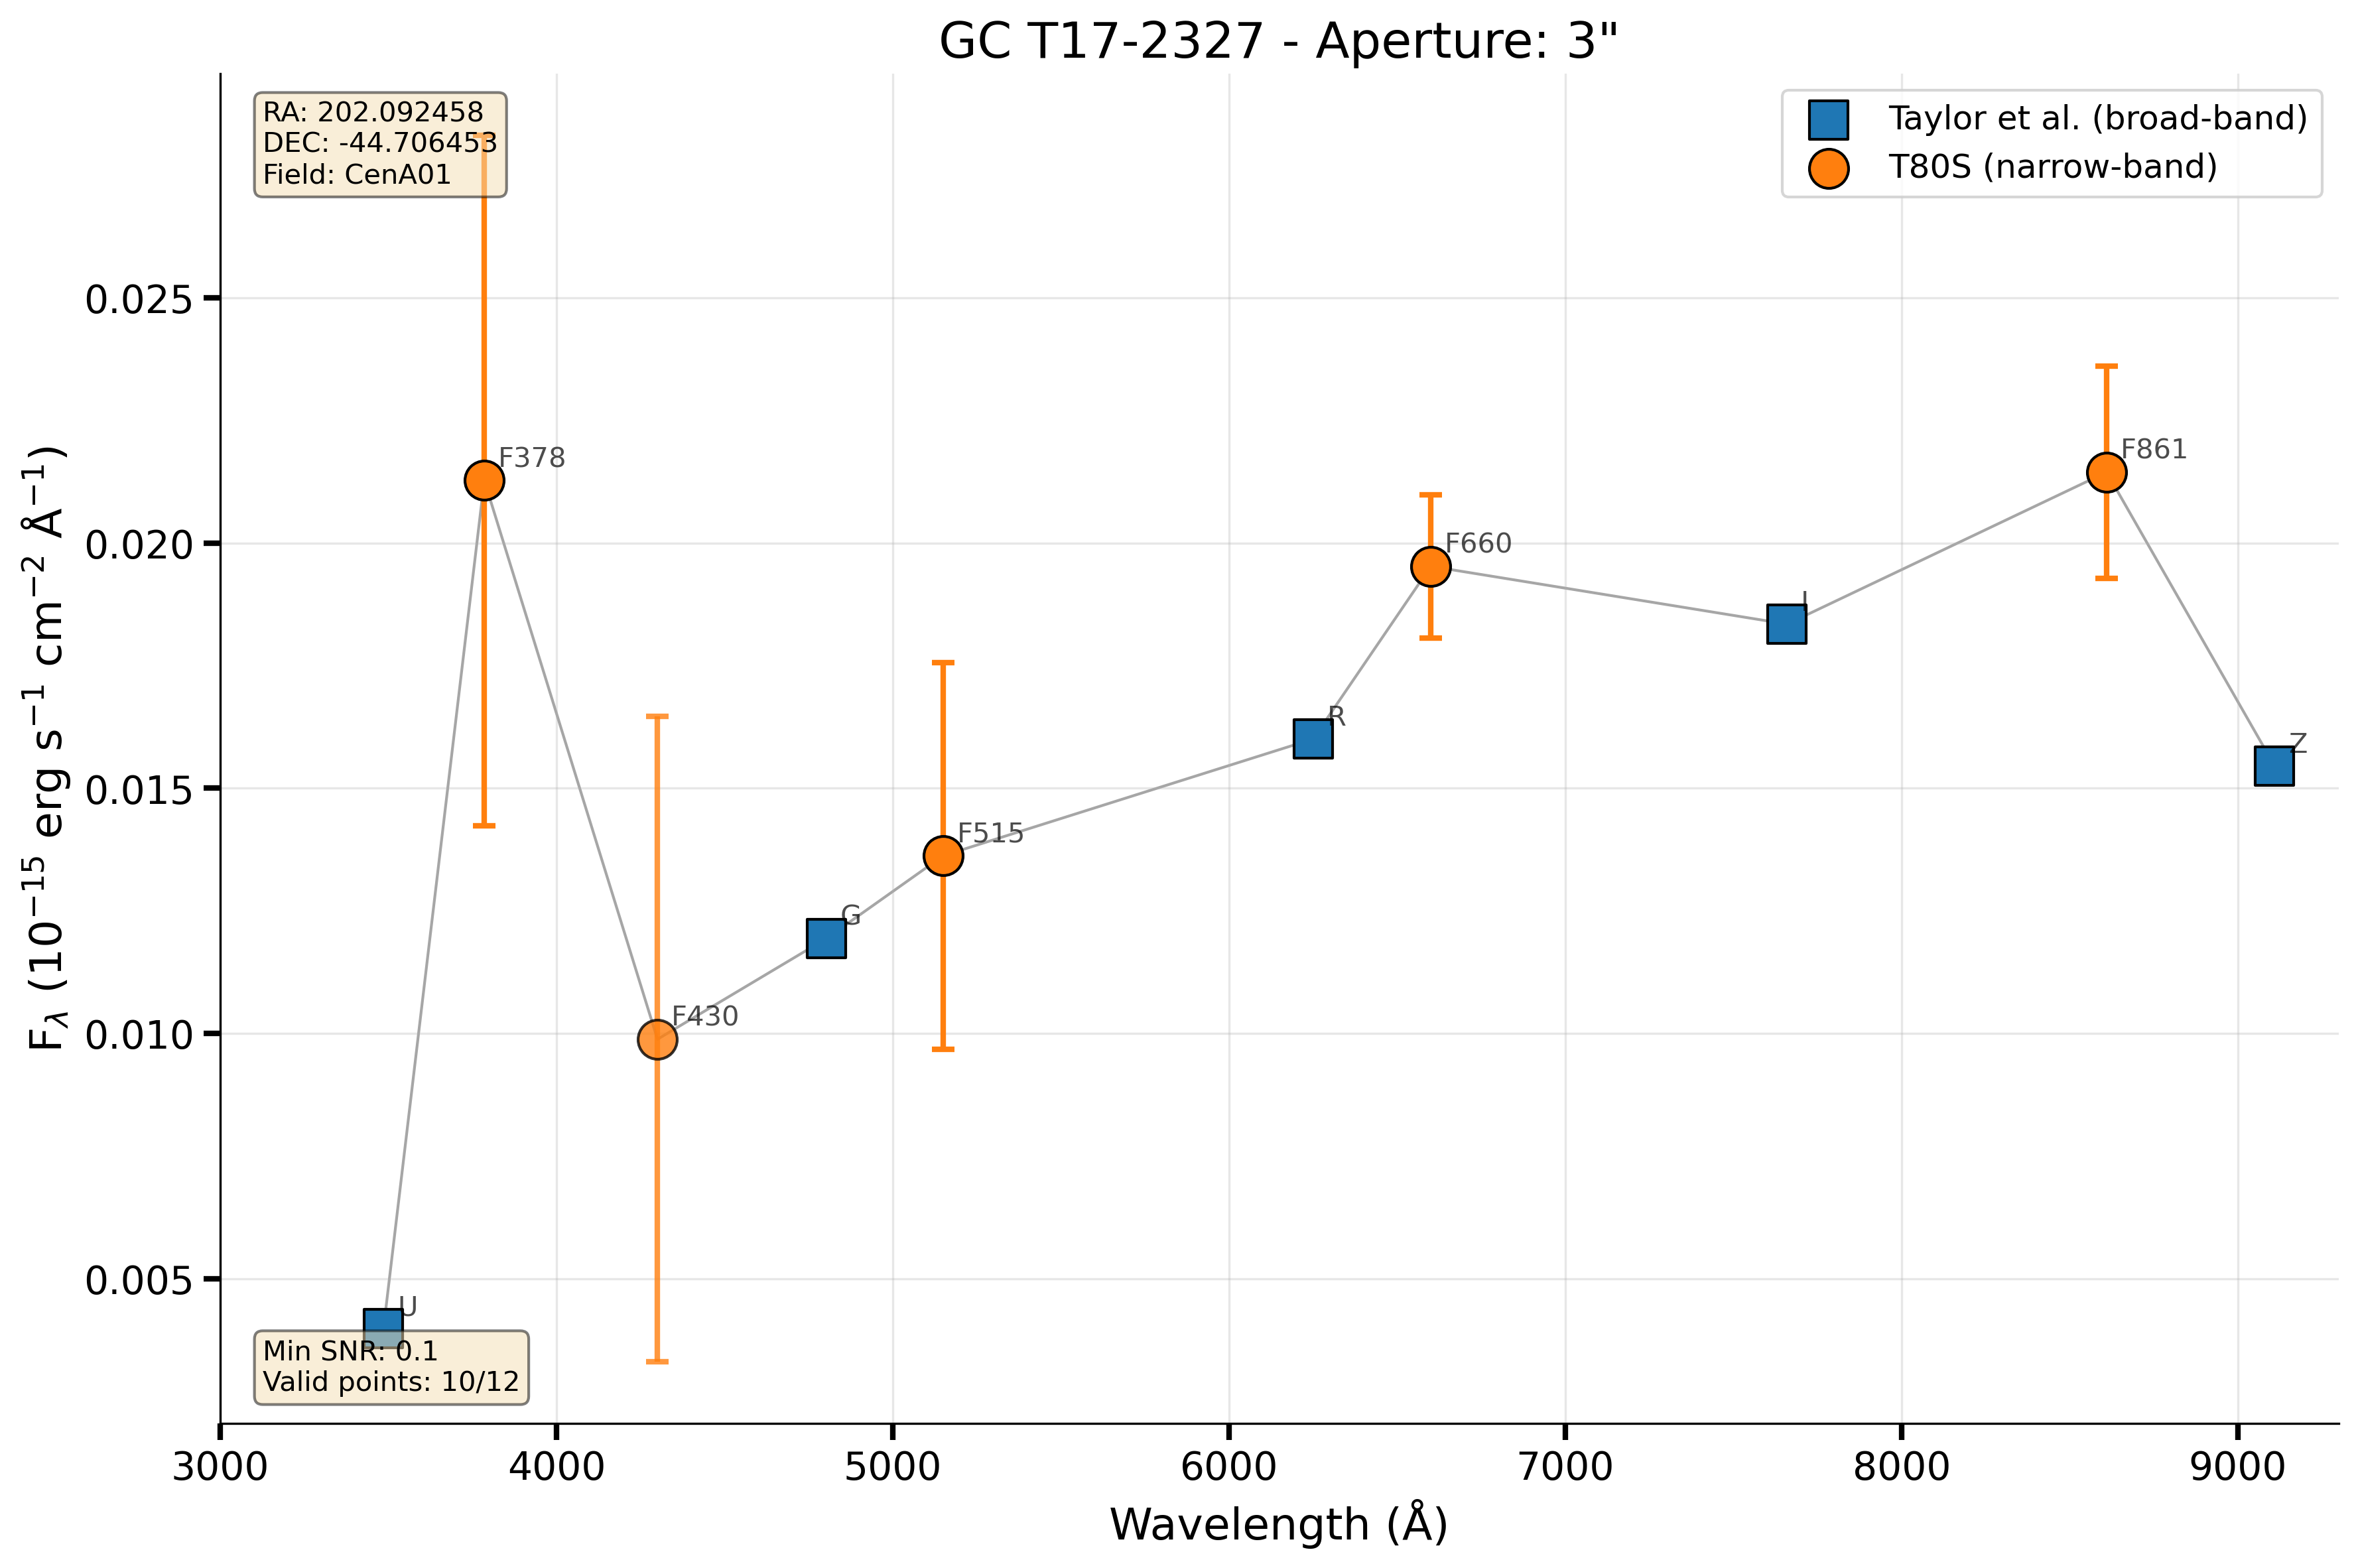 GC T17-2327 - Aperture: 3"
RA: 202.092458
DEC: -44.706453
Field: CenA01
Taylor et al. (broad-band)
T80S (narrow-band)
F378
F861
F660
I
R
Z
F515
G
F430
U
Min SNR: 0.1
Valid points: 10/12
0.025
0.020
0.015
0.010
0.005
F_λ (10⁻¹⁵ erg s⁻¹ cm⁻² Å⁻¹)
3000 4000 5000 6000 7000 8000 9000
Wavelength (Å)